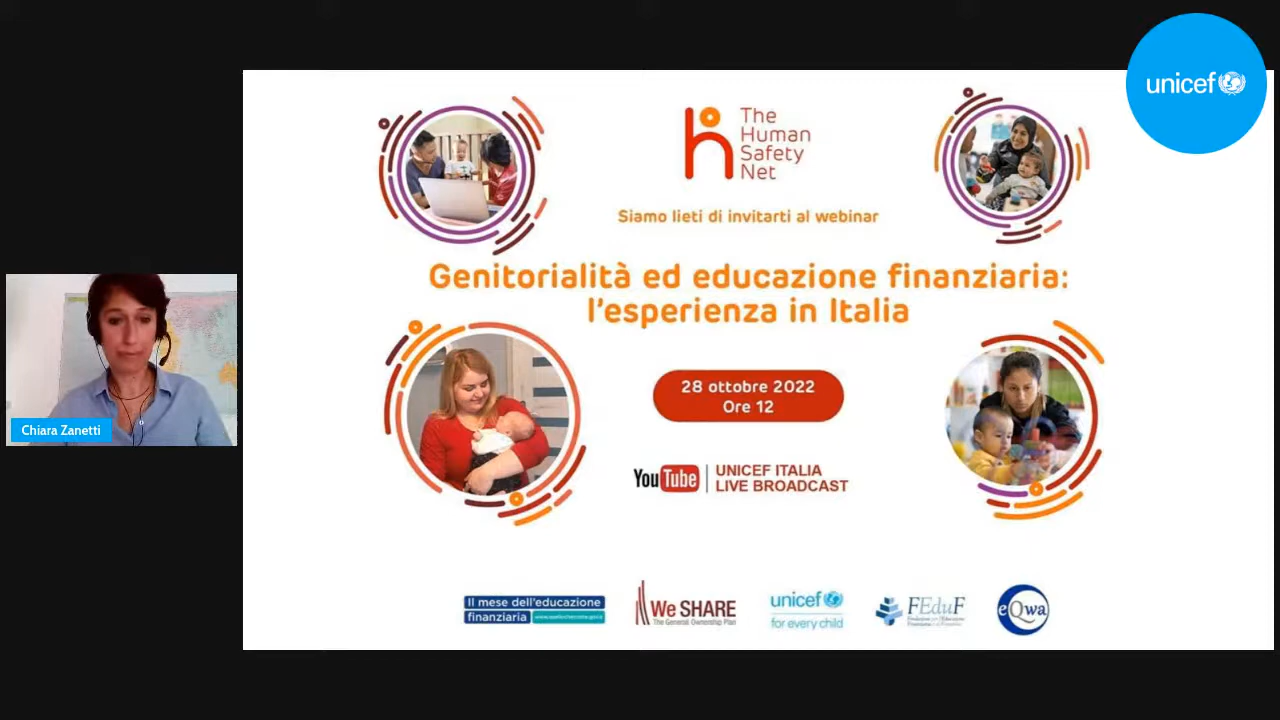 unicef
The
Human
Safety
Net
Siamo lieti di invitarti al webinar
Genitorialità ed educazione finanziaria:
l'esperienza in Italia
28 ottobre 2022
Ore 12
YouTube
UNICEF ITALIA
LIVE BROADCAST
Chiara Zanetti
Il mese dell'educazione
finanziaria
We SHARE
The Generali Ownership Plan
unicef
for every child
FEduF
eQwa